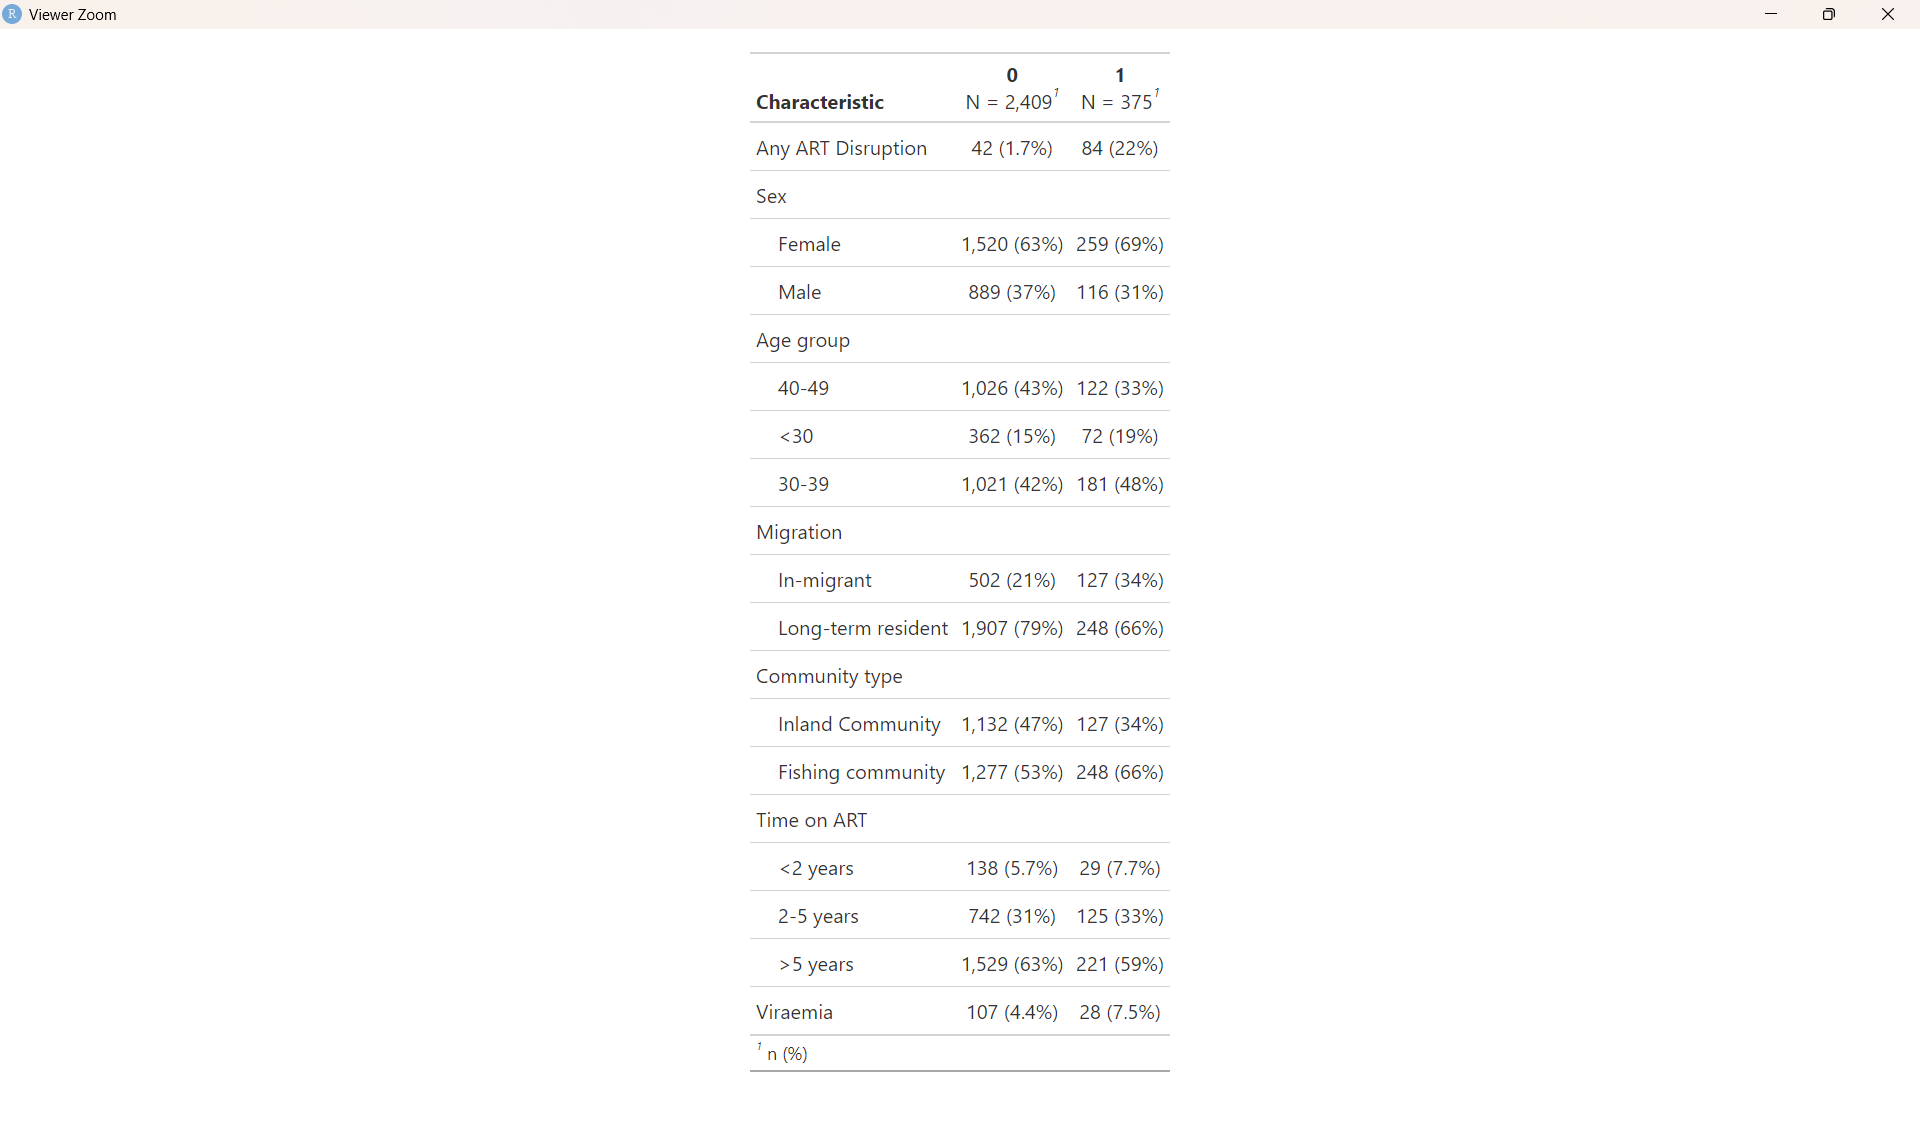 R Viewer Zoom
0 1
Characteristic N = 2,409¹ N = 375¹
Any ART Disruption 42 (1.7%) 84 (22%)
Sex
Female 1,520 (63%) 259 (69%)
Male 889 (37%) 116 (31%)
Age group
40-49 1,026 (43%) 122 (33%)
<30 362 (15%) 72 (19%)
30-39 1,021 (42%) 181 (48%)
Migration
In-migrant 502 (21%) 127 (34%)
Long-term resident 1,907 (79%) 248 (66%)
Community type
Inland Community 1,132 (47%) 127 (34%)
Fishing community 1,277 (53%) 248 (66%)
Time on ART
<2 years 138 (5.7%) 29 (7.7%)
2-5 years 742 (31%) 125 (33%)
>5 years 1,529 (63%) 221 (59%)
Viraemia 107 (4.4%) 28 (7.5%)
¹ n (%)